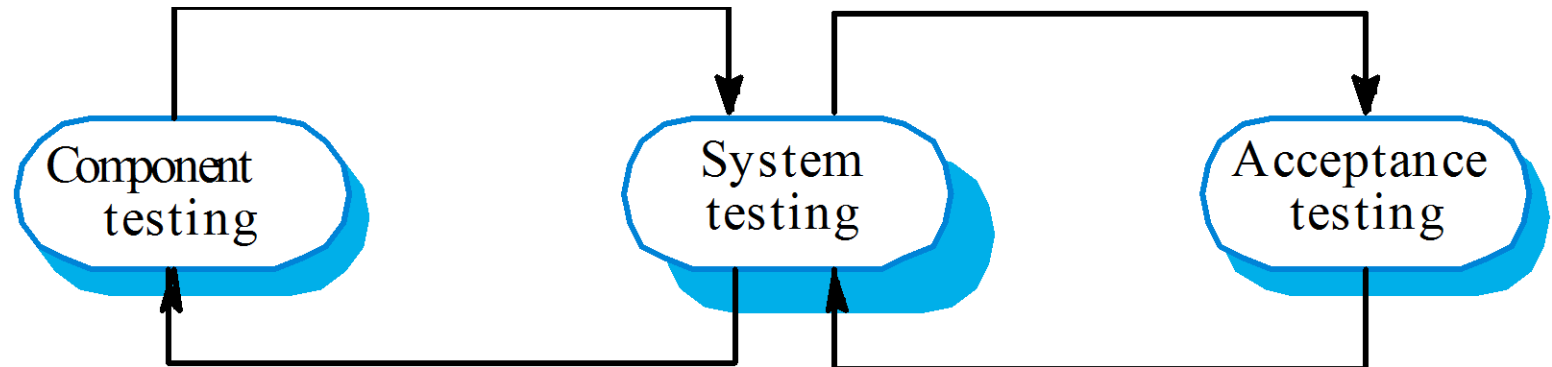 Component
testing
System
testing
Acceptance
testing